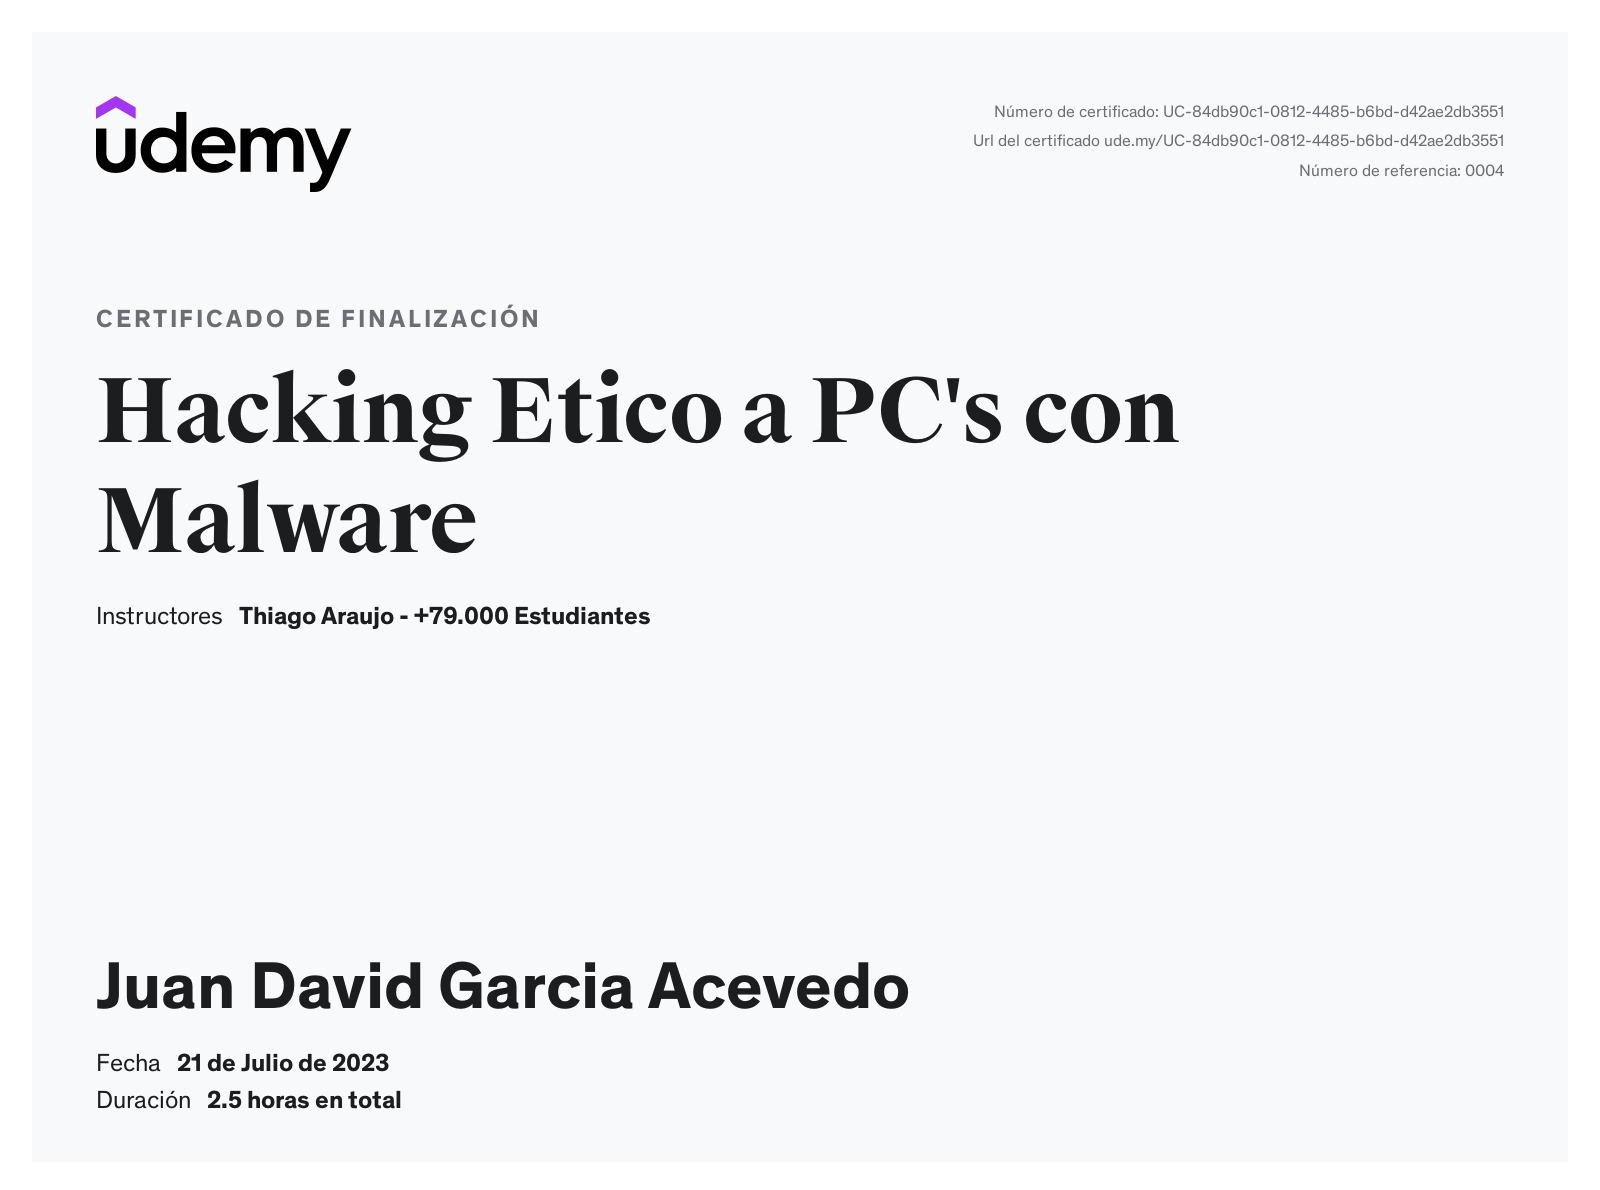 udemy
Número de certificado: UC-84db90c1-0812-4485-b6bd-d42ae2db3551
Url del certificado ude.my/UC-84db90c1-0812-4485-b6bd-d42ae2db3551
Número de referencia: 0004
CERTIFICADO DE FINALIZACIÓN
Hacking Etico a PC's con
Malware
Instructores Thiago Araujo - +79.000 Estudiantes
Juan David Garcia Acevedo
Fecha 21 de Julio de 2023
Duración 2.5 horas en total